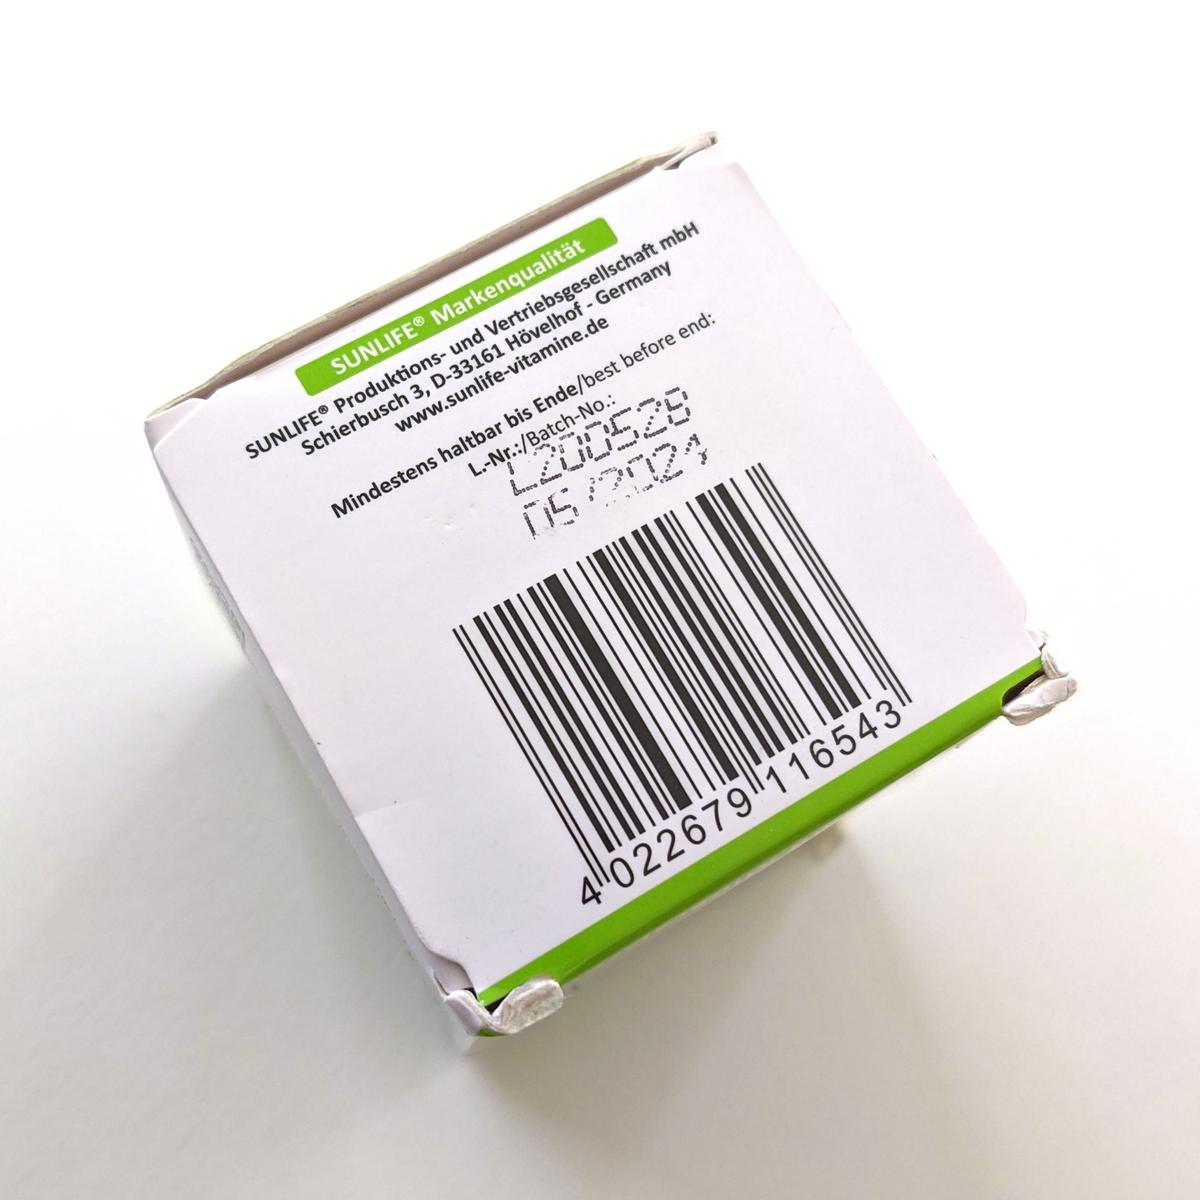 SUNLIFE® Markenqualität
SUNLIFE® Produktions- und Vertriebsgesellschaft mbH
Schierbusch 3, D-33161 Hövelhof - Germany
www.sunlife-vitamine.de
Mindestens haltbar bis Ende/best before end:
L.-Nr.:/Batch-No.:
L200528
05/2024
4 022679 116543